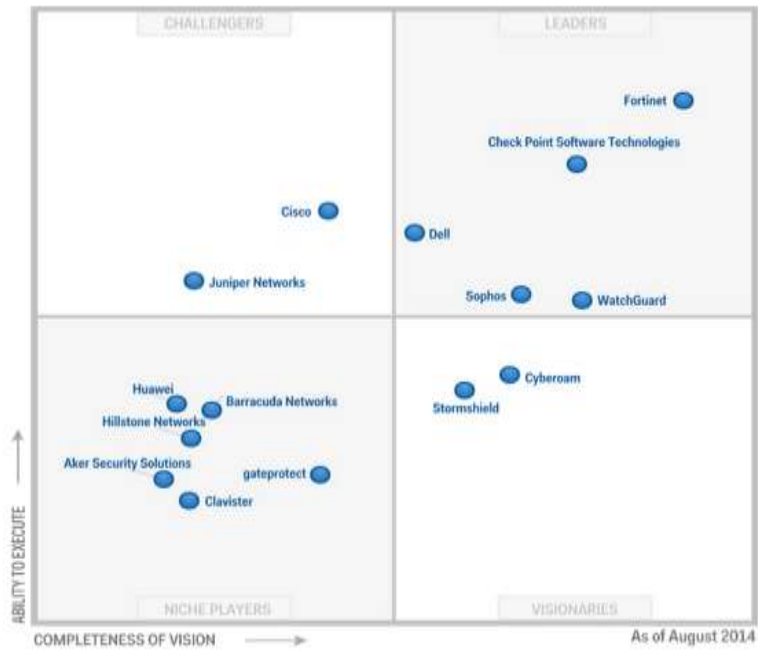 CHALLENGERS
LEADERS
Fortinet
Check Point Software Technologies
Cisco
Dell
Juniper Networks
Sophos
WatchGuard
Cyberoam
Stormshield
Huawei
Barracuda Networks
Hillstone Networks
Aker Security Solutions
gateprotect
Clavister
ABILITY TO EXECUTE
NICHE PLAYERS
VISIONARIES
COMPLETENESS OF VISION
As of August 2014